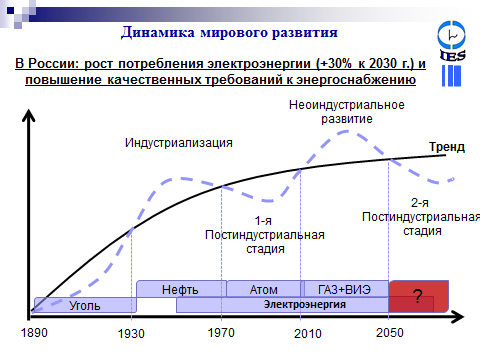 Динамика мирового развития
IES
В России: рост потребления электроэнергии (+30% к 2030 г.) и
повышение качественных требований к энергоснабжению
Неоиндустриальное
развитие
Индустриализация
Тренд
1-я
Постиндустриальная
стадия
2-я
Постиндустриальная
стадия
Нефть
Атом
ГАЗ+ВИЭ
?
Уголь
Электроэнергия
1890
1930
1970
2010
2050